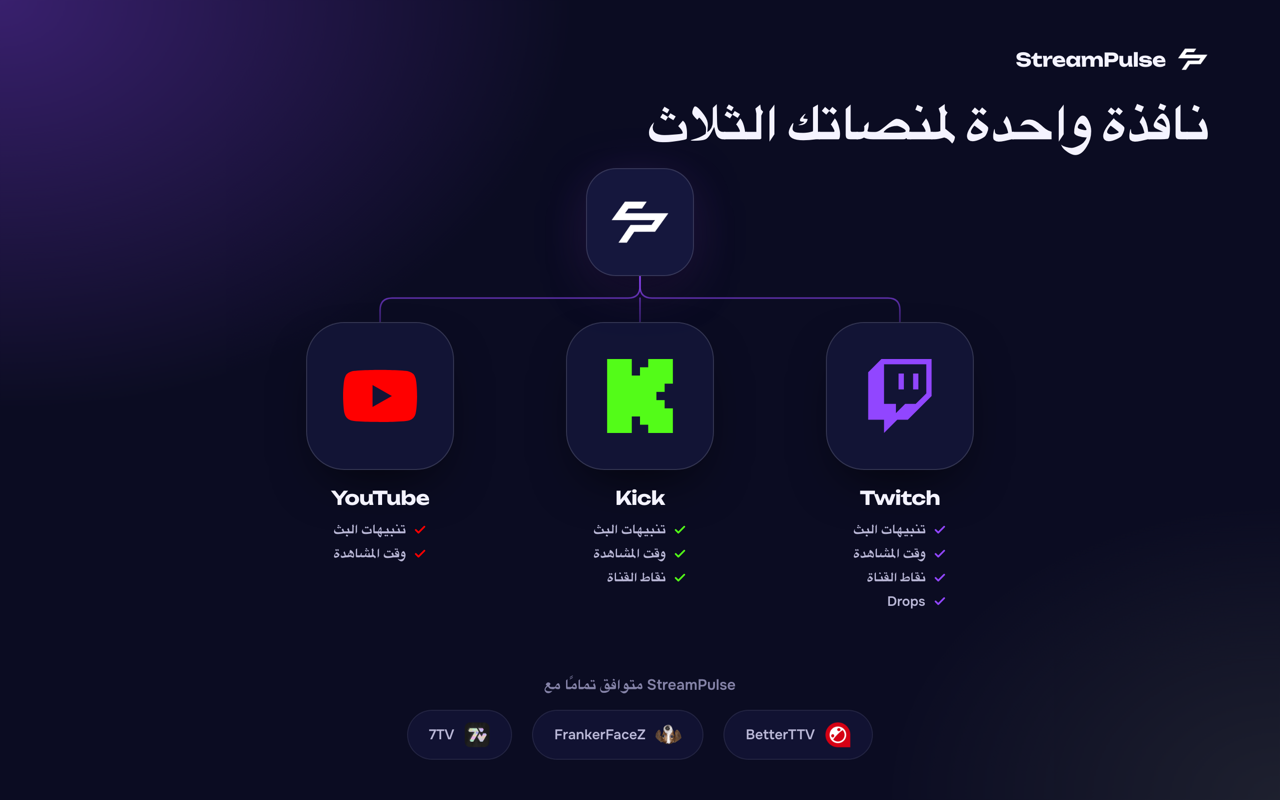 StreamPulse
نافذة واحدة لمنصاتك الثلاث
Twitch
تنبيهات البث
وقت المشاهدة
نقاط القناة
Drops
Kick
تنبيهات البث
وقت المشاهدة
نقاط القناة
YouTube
تنبيهات البث
وقت المشاهدة
StreamPulse متوافق تمامًا مع
BetterTTV
FrankerFaceZ
7TV